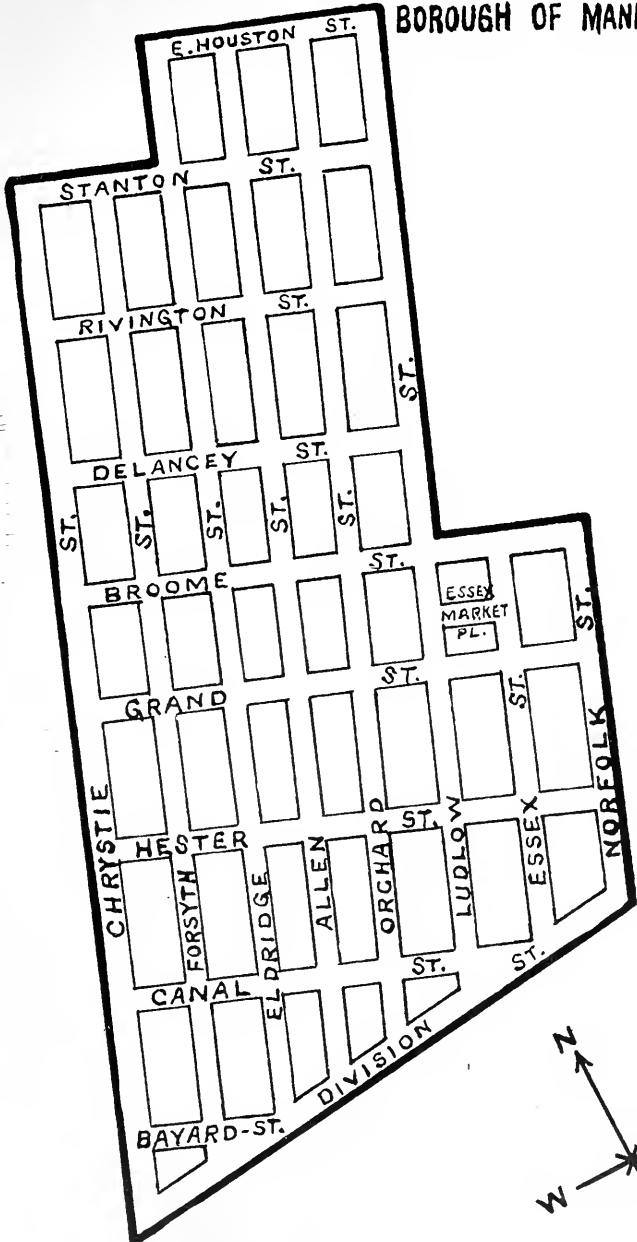 BOROUGH OF
E. HOUSTON ST.
STANTON ST.
RIVINGTON ST.
ST.
DELANCEY ST.
ST. ST. ST. ST. ST.
BROOME ST.
ESSEX
MARKET
PL.
ST.
GRAND ST.
ST.
CHRYSTIE
HESTER ST.
FORSYTH
ELDRIDGE
ALLEN
ORCHARD
LUDLOW
ESSEX
NORFOLK
CANAL ST.
ST.
DIVISION
BAYARD-ST.
N
W